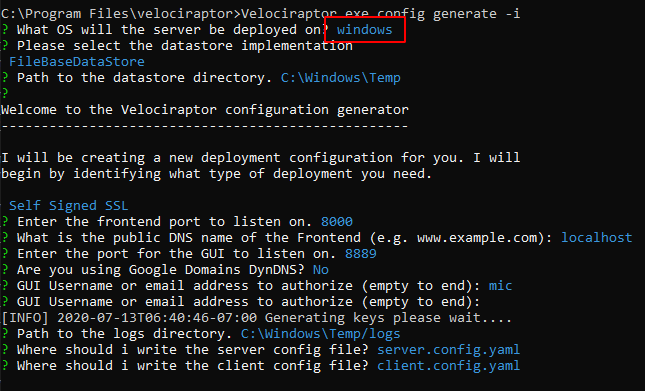 C:\Program Files\velociraptor>Velociraptor.exe config generate -i
? What OS will the server be deployed on? windows
? Please select the datastore implementation
FileBaseDataStore
? Path to the datastore directory. C:\Windows\Temp
?
Welcome to the Velociraptor configuration generator
---------------------------------------------------
I will be creating a new deployment configuration for you. I will
begin by identifying what type of deployment you need.
Self Signed SSL
? Enter the frontend port to listen on. 8000
? What is the public DNS name of the Frontend (e.g. www.example.com): localhost
? Enter the port for the GUI to listen on. 8889
? Are you using Google Domains DynDNS? No
? GUI Username or email address to authorize (empty to end): mic
? GUI Username or email address to authorize (empty to end):
[INFO] 2020-07-13T06:40:46-07:00 Generating keys please wait....
? Path to the logs directory. C:\Windows\Temp/logs
? Where should i write the server config file? server.config.yaml
? Where should i write the client config file? client.config.yaml